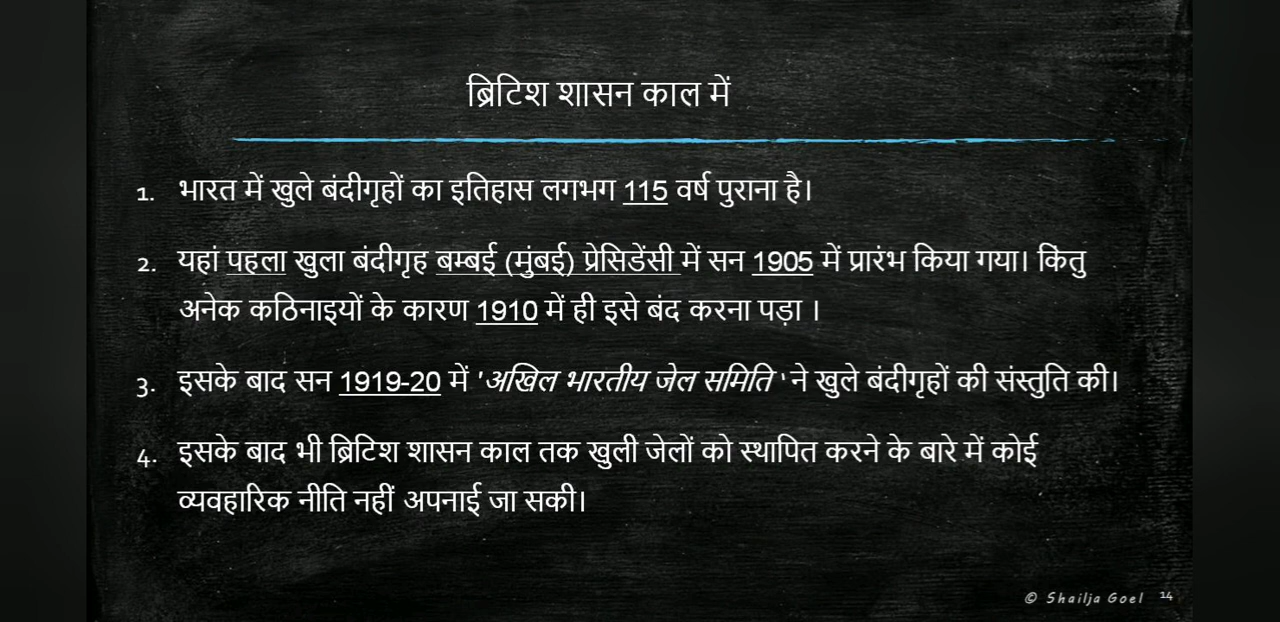 ब्रिटिश शासन काल में
1. भारत में खुले बंदीगृहों का इतिहास लगभग 115 वर्ष पुराना है।
2. यहां पहला खुला बंदीगृह बम्बई (मुंबई) प्रेसिडेंसी में सन 1905 में प्रारंभ किया गया। किंतु
अनेक कठिनाइयों के कारण 1910 में ही इसे बंद करना पड़ा ।
3. इसके बाद सन 1919-20 में 'अखिल भारतीय जेल समिति ' ने खुले बंदीगृहों की संस्तुति की।
4. इसके बाद भी ब्रिटिश शासन काल तक खुली जेलों को स्थापित करने के बारे में कोई
व्यवहारिक नीति नहीं अपनाई जा सकी।
© Shailja Goel 14